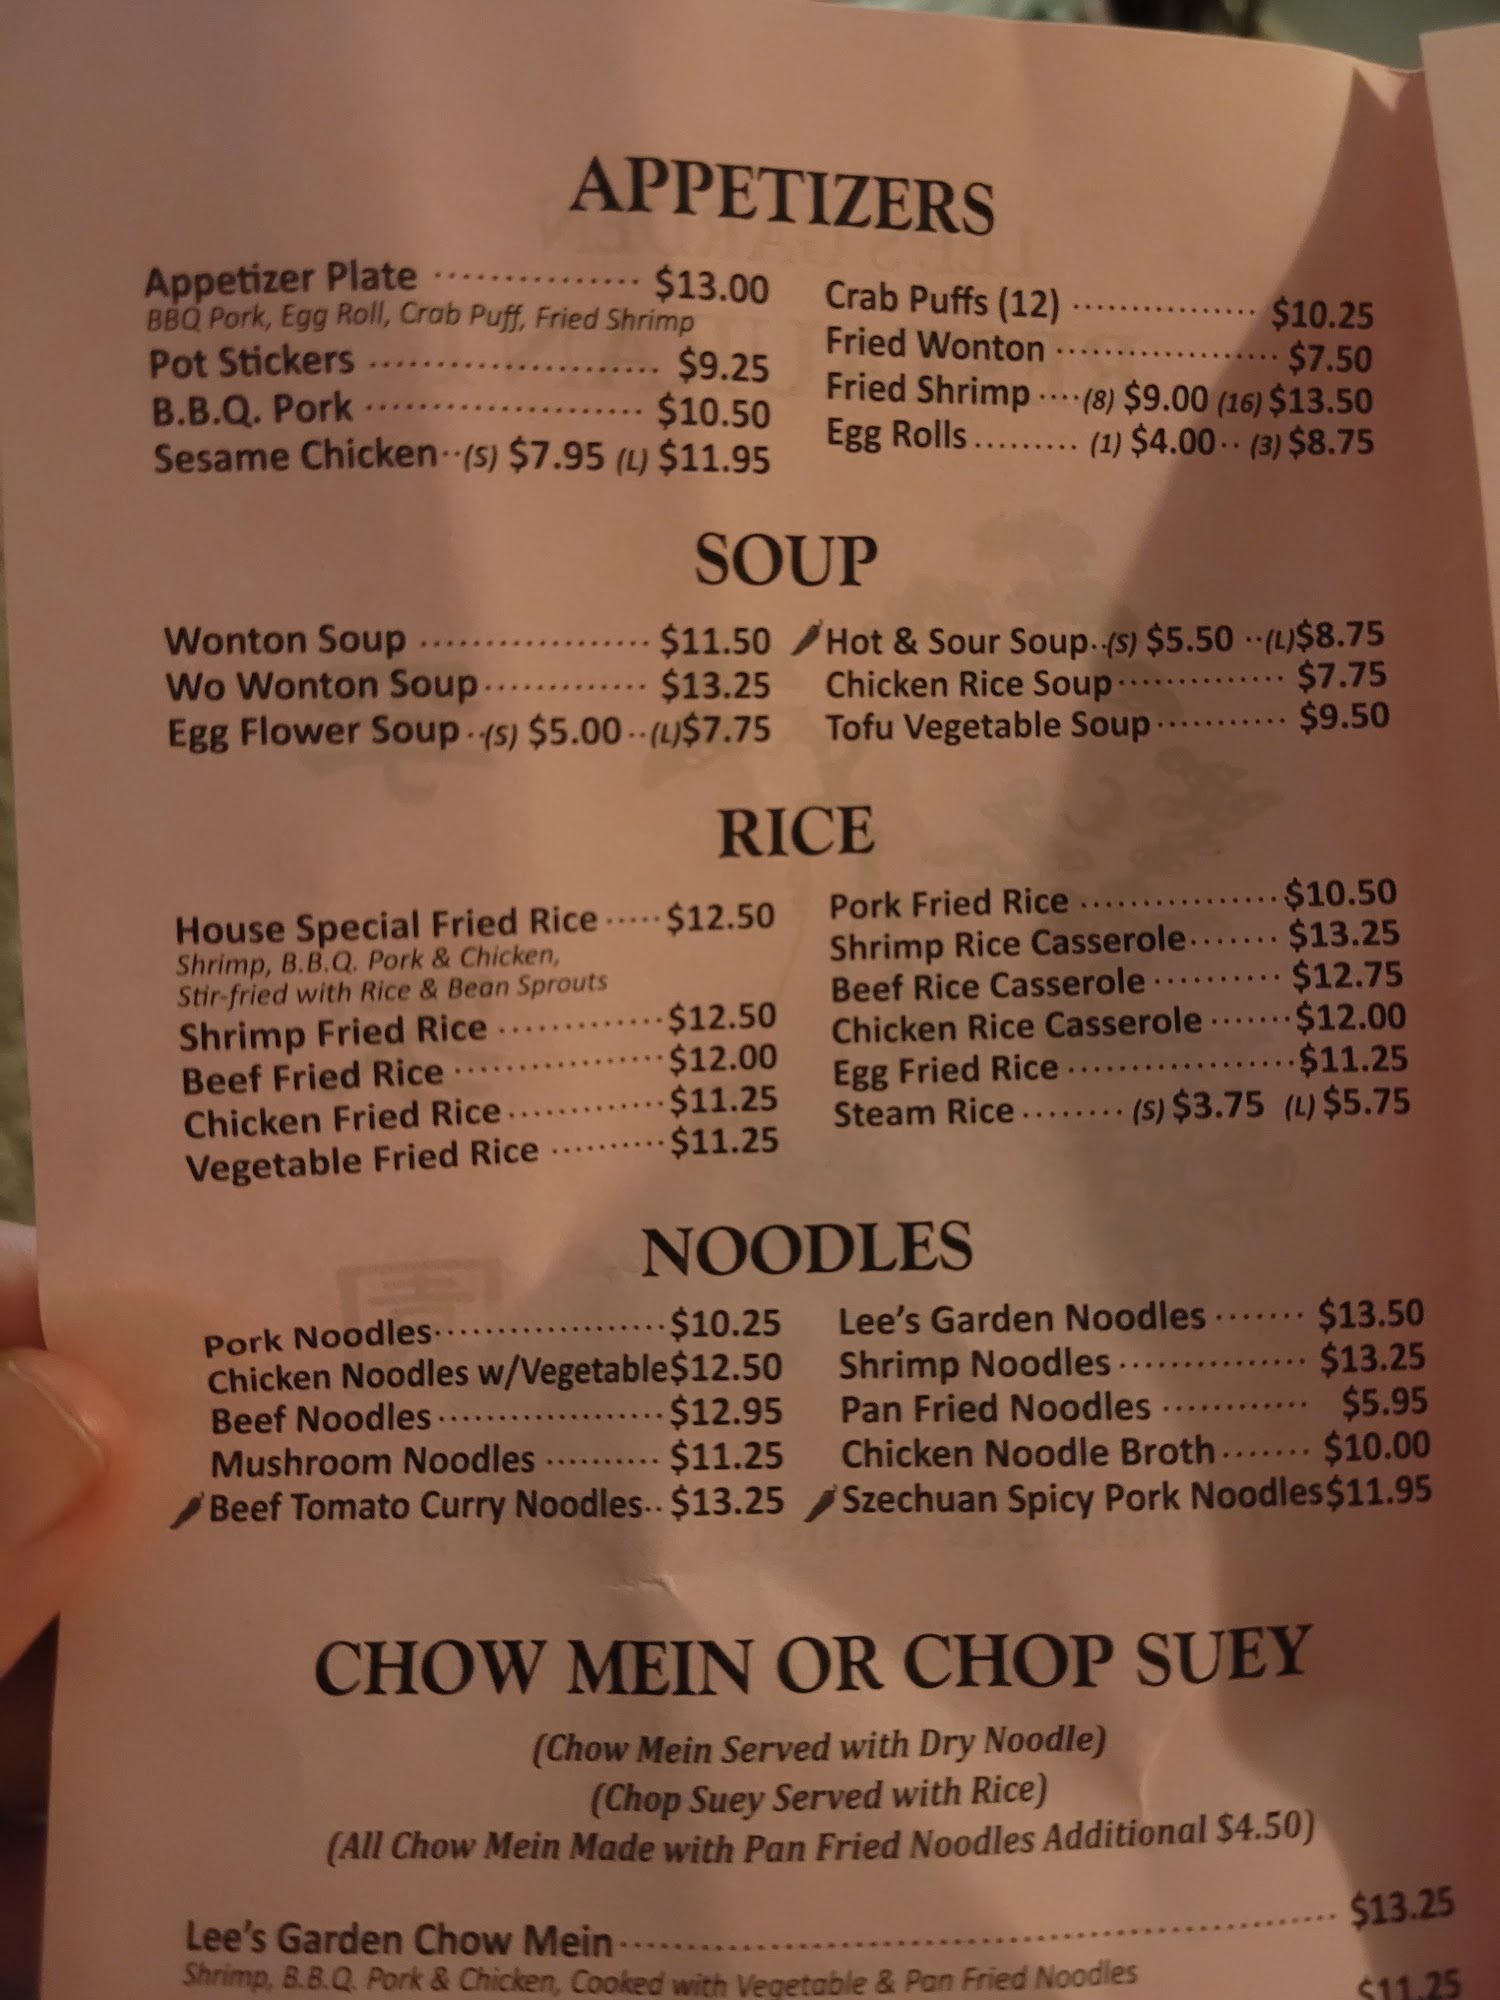 APPETIZERS
Appetizer Plate ················ $13.00
BBQ Pork, Egg Roll, Crab Puff, Fried Shrimp
Pot Stickers ······················ $9.25
B.B.Q. Pork ····················· $10.50
Sesame Chicken··(S) $7.95 (L) $11.95
Crab Puffs (12) ·············· $10.25
Fried Wonton ················· $7.50
Fried Shrimp ····(8) $9.00 (16) $13.50
Egg Rolls ········· (1) $4.00·· (3) $8.75
SOUP
Wonton Soup ·················· $11.50
Wo Wonton Soup············· $13.25
Egg Flower Soup ··(S) $5.00 ··(L)$7.75
Hot & Sour Soup··(S) $5.50 ··(L)$8.75
Chicken Rice Soup············· $7.75
Tofu Vegetable Soup··········· $9.50
RICE
House Special Fried Rice ····· $12.50
Shrimp, B.B.Q. Pork & Chicken,
Stir-fried with Rice & Bean Sprouts
Shrimp Fried Rice ·············$12.50
Beef Fried Rice ················$12.00
Chicken Fried Rice ·············$11.25
Vegetable Fried Rice ··········$11.25
Pork Fried Rice ················$10.50
Shrimp Rice Casserole······· $13.25
Beef Rice Casserole ·········· $12.75
Chicken Rice Casserole ·······$12.00
Egg Fried Rice ··················$11.25
Steam Rice ········ (S) $3.75 (L) $5.75
NOODLES
Pork Noodles···················$10.25
Chicken Noodles w/Vegetable$12.50
Beef Noodles ···················$12.95
Mushroom Noodles ·········· $11.25
Beef Tomato Curry Noodles·· $13.25
Lee's Garden Noodles ······· $13.50
Shrimp Noodles ··············· $13.25
Pan Fried Noodles ············ $5.95
Chicken Noodle Broth ······· $10.00
Szechuan Spicy Pork Noodles$11.95
CHOW MEIN OR CHOP SUEY
(Chow Mein Served with Dry Noodle)
(Chop Suey Served with Rice)
(All Chow Mein Made with Pan Fried Noodles Additional $4.50)
Lee's Garden Chow Mein ························ $13.25
Shrimp, B.B.Q. Pork & Chicken, Cooked with Vegetable & Pan Fried Noodles
$11.25